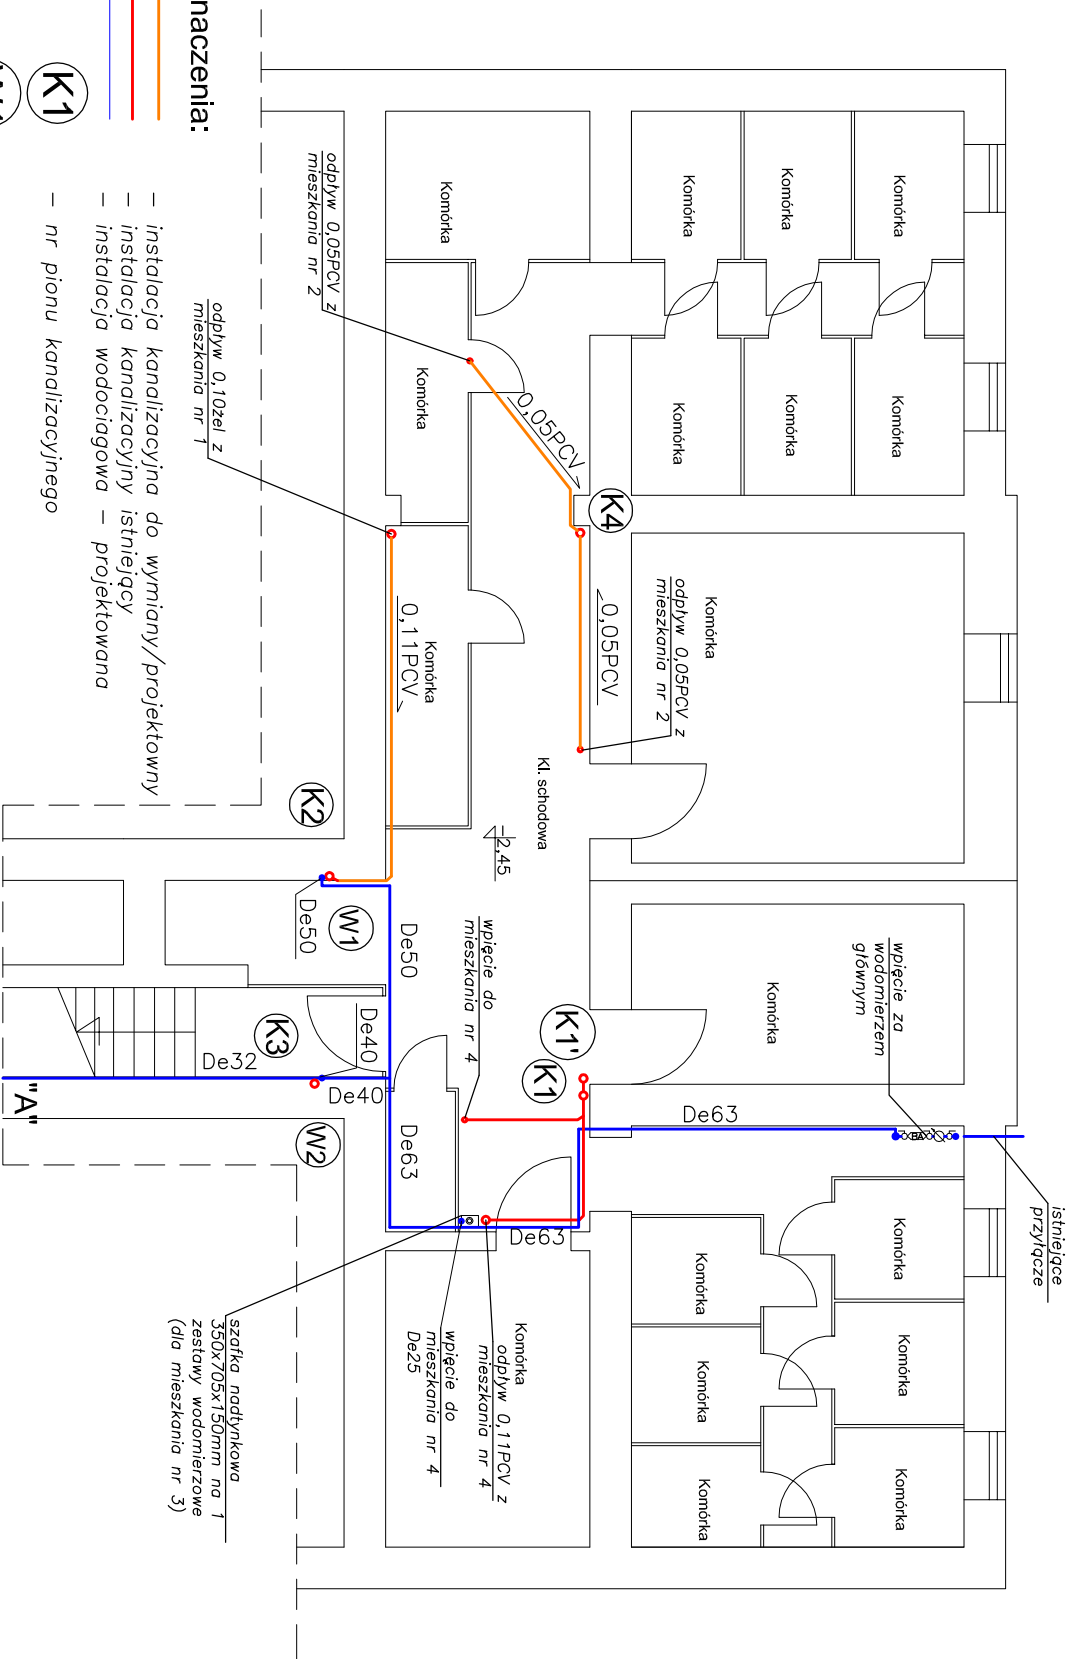 naczenia:
- instalacja kanalizacyjna do wymiany/projektowny
- instalacja kanalizacyjny istniejący
- instalacja wodociagowa - projektowana
K1
- nr pionu kanalizacyjnego
odpływ 0,05PCV z
mieszkania nr 2
odpływ 0,10żel z
mieszkania nr 1
Komórka
Komórka
Komórka
Komórka
Komórka
Komórka
Komórka
Komórka
0,05PCV
K4
0,05PCV
odpływ 0,05PCV z
mieszkania nr 2
Komórka
Komórka
0,11PCV
Kl. schodowa
-2,45
K2
W1
De50
De50
wpięcie do
mieszkania nr 4
wpięcie za
wodomierzem
głównym
Komórka
K1'
K1
K3
De40
De32
De40
"A"
W2
De63
De63
De63
BA
istniejące
przyłącze
Komórka
Komórka
Komórka
Komórka
Komórka
Komórka
Komórka
odpływ 0,11PCV z
mieszkania nr 4
wpięcie do
mieszkania nr 4
De25
szafka nadtynkowa
350x705x150mm na 1
zestawy wodomierzowe
(dla mieszkania nr 3)